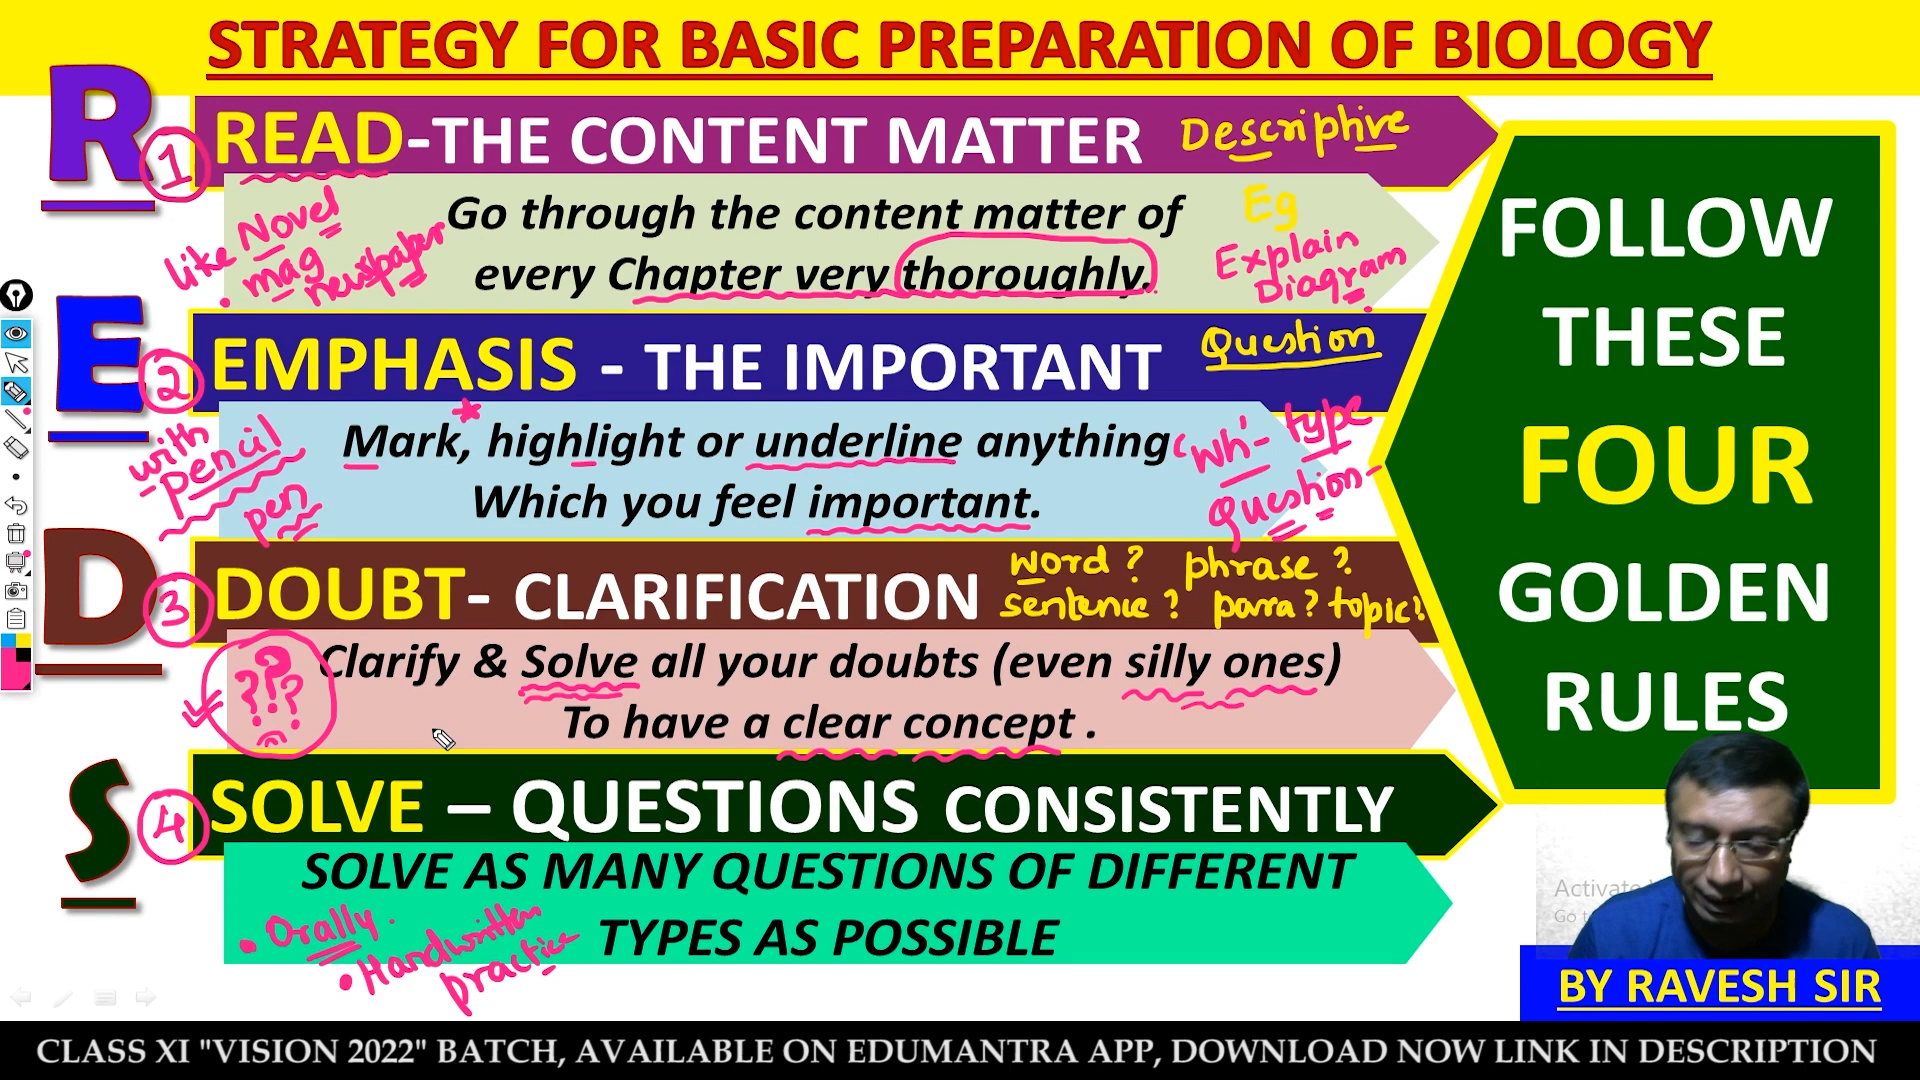 STRATEGY FOR BASIC PREPARATION OF BIOLOGY
R
1
READ-THE CONTENT MATTER
Descriptive
like Novel
. mag
newspaper
Go through the content matter of
every Chapter very thoroughly.
Eg
Explain
Diagram
E
2
EMPHASIS - THE IMPORTANT
Question
with
-pencil
pen
Mark, highlight or underline anything
Which you feel important.
Wh'- type
Question-
D
3
DOUBT- CLARIFICATION
word ? phrase ?
sentence ? para ? topic!
???
Clarify & Solve all your doubts (even silly ones)
To have a clear concept .
S
4
SOLVE – QUESTIONS CONSISTENTLY
SOLVE AS MANY QUESTIONS OF DIFFERENT
TYPES AS POSSIBLE
• Orally.
• Handwritten
practice
FOLLOW
THESE
FOUR
GOLDEN
RULES
Activate
Go
BY RAVESH SIR
CLASS XI "VISION 2022" BATCH, AVAILABLE ON EDUMANTRA APP, DOWNLOAD NOW LINK IN DESCRIPTION